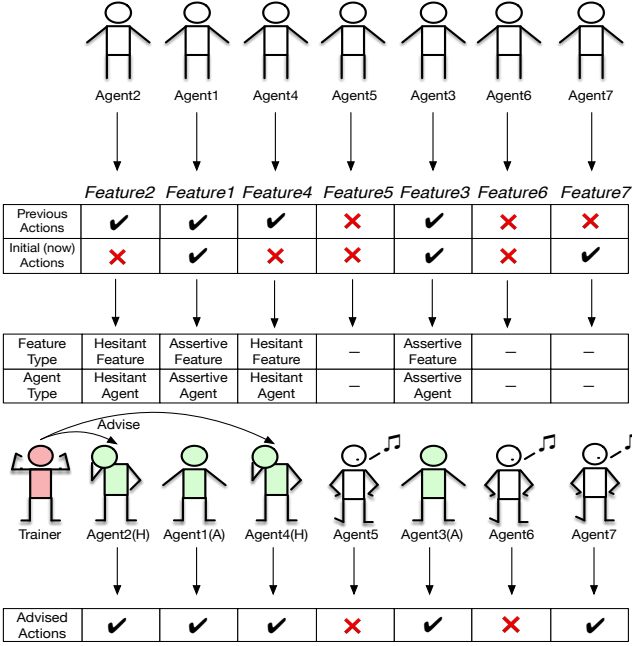 Agent2 Agent1 Agent4 Agent5 Agent3 Agent6 Agent7
Feature2 Feature1 Feature4 Feature5 Feature3 Feature6 Feature7
Previous
Actions
Initial (now)
Actions
Feature Hesitant Assertive Hesitant – Assertive – –
Type Feature Feature Feature Feature
Agent Hesitant Assertive Hesitant – Assertive – –
Type Agent Agent Agent Agent
Advise
Trainer Agent2(H) Agent1(A) Agent4(H) Agent5 Agent3(A) Agent6 Agent7
Advised
Actions